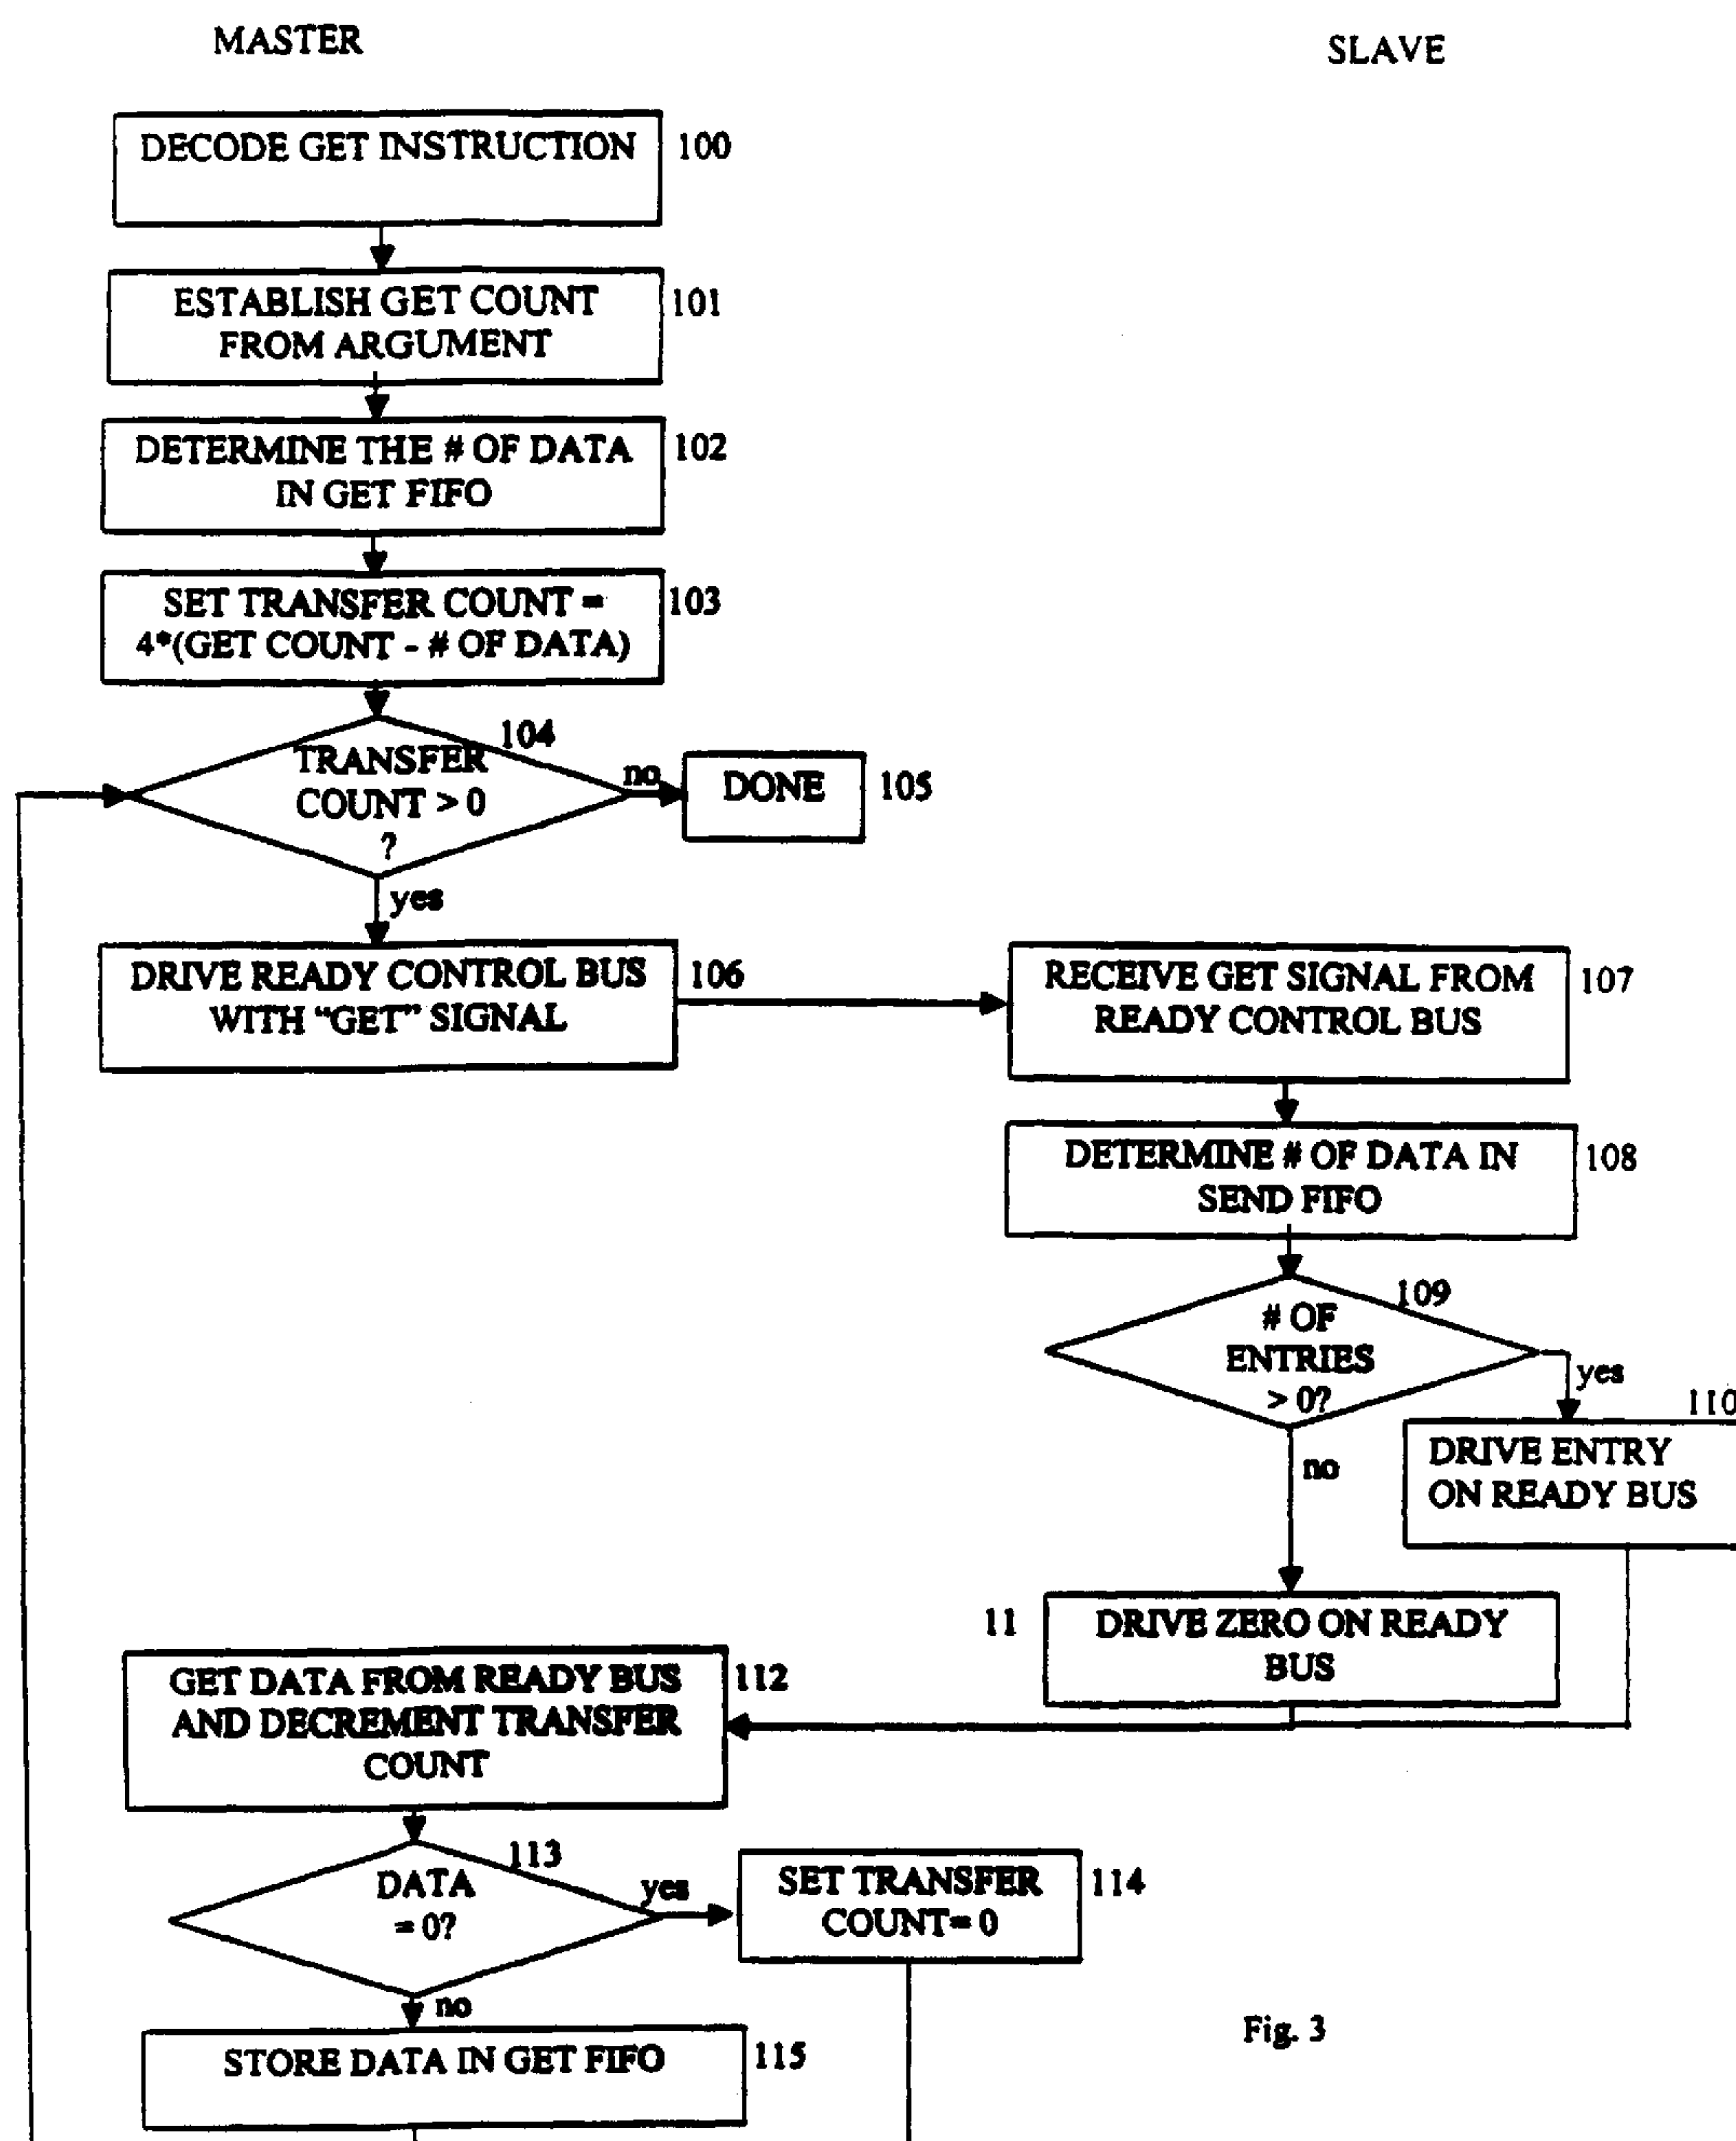 MASTER
SLAVE
DECODE GET INSTRUCTION
100
ESTABLISH GET COUNT
FROM ARGUMENT
101
DETERMINE THE # OF DATA
IN GET FIFO
102
SET TRANSFER COUNT =
4*(GET COUNT - # OF DATA)
103
104
TRANSFER
COUNT > 0
?
no
DONE
105
yes
DRIVE READY CONTROL BUS
WITH “GET” SIGNAL
106
RECEIVE GET SIGNAL FROM
READY CONTROL BUS
107
DETERMINE # OF DATA IN
SEND FIFO
108
109
# OF
ENTRIES
> 0?
yes
110
no
DRIVE ENTRY
ON READY BUS
11
DRIVE ZERO ON READY
BUS
GET DATA FROM READY BUS
AND DECREMENT TRANSFER
COUNT
112
113
DATA
= 0?
yes
SET TRANSFER
COUNT= 0
114
no
STORE DATA IN GET FIFO
115
Fig. 3